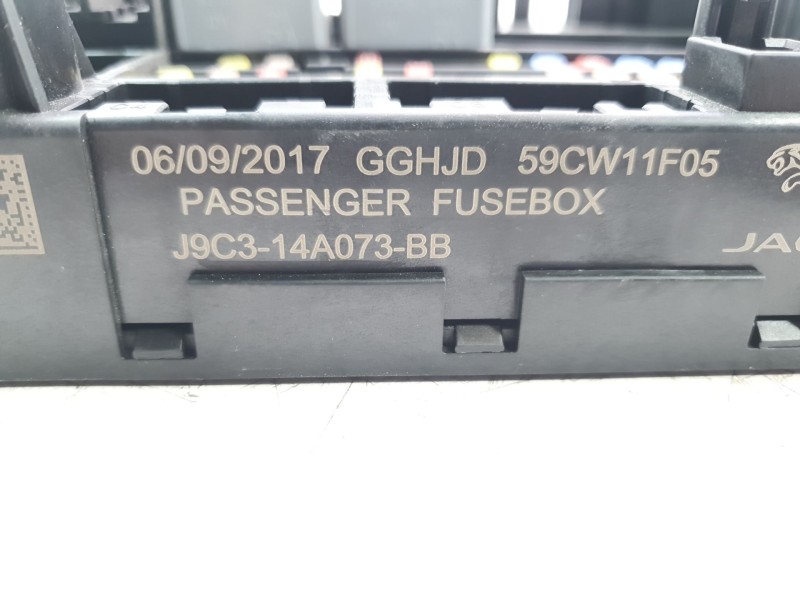 06/09/2017 GGHJD 59CW11F05
PASSENGER FUSEBOX
J9C3-14A073-BB